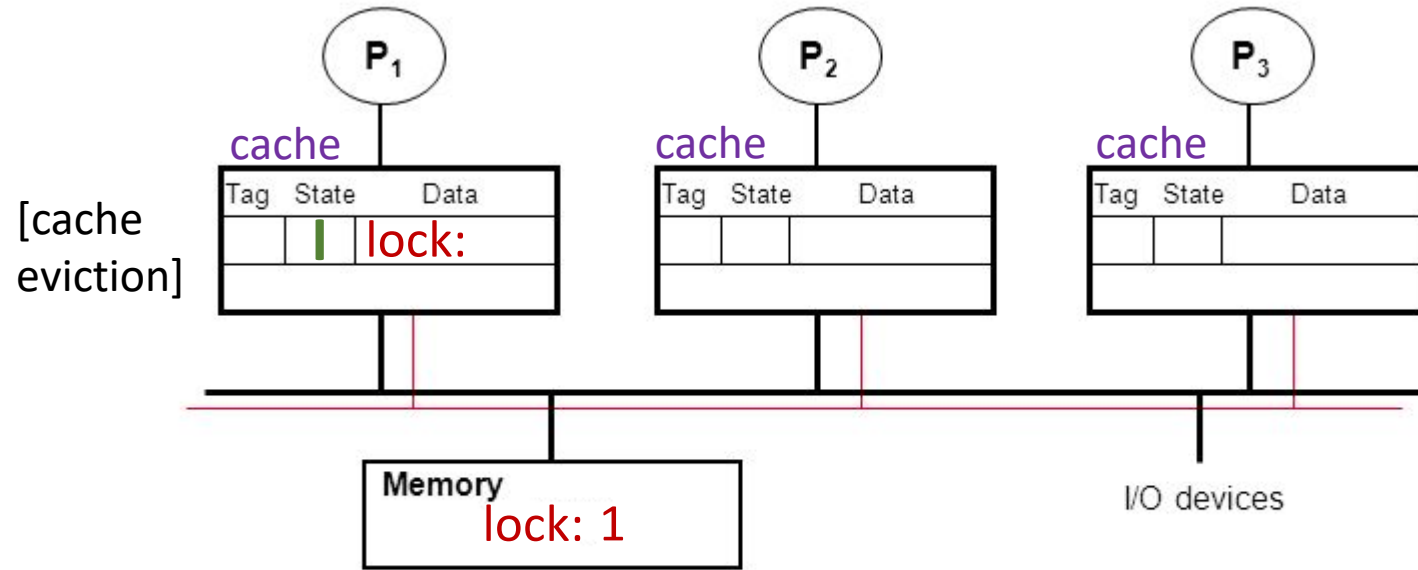 P1
P2
P3
cache
cache
cache
Tag State Data
Tag State Data
Tag State Data
[cache
eviction]
I lock:
Memory
lock: 1
I/O devices